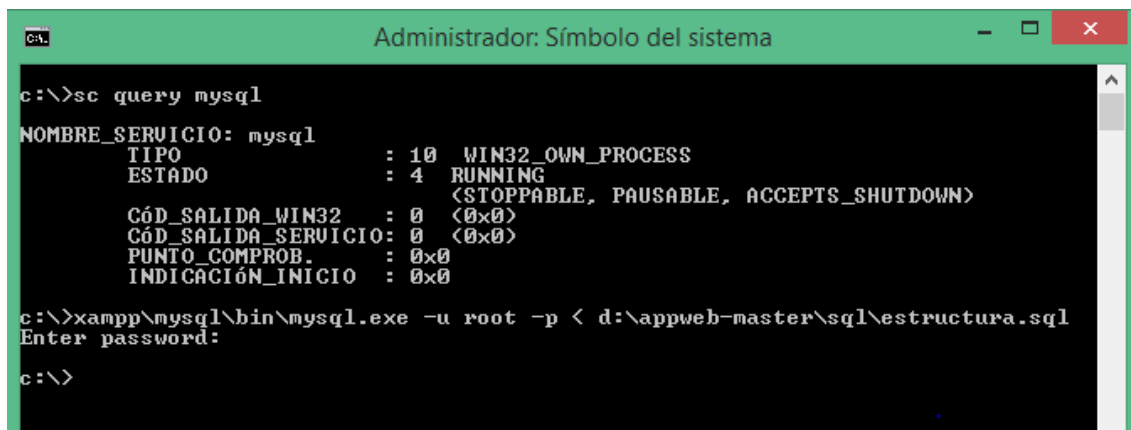 Administrador: Símbolo del sistema
c:\>sc query mysql
NOMBRE_SERVICIO: mysql
        TIPO               : 10  WIN32_OWN_PROCESS
        ESTADO             : 4  RUNNING
                                (STOPPABLE, PAUSABLE, ACCEPTS_SHUTDOWN)
        CóD_SALIDA_WIN32   : 0  (0x0)
        CóD_SALIDA_SERVICIO: 0  (0x0)
        PUNTO_COMPROB.     : 0x0
        INDICACIóN_INICIO  : 0x0
c:\>xampp\mysql\bin\mysql.exe -u root -p < d:\appweb-master\sql\estructura.sql
Enter password:
c:\>